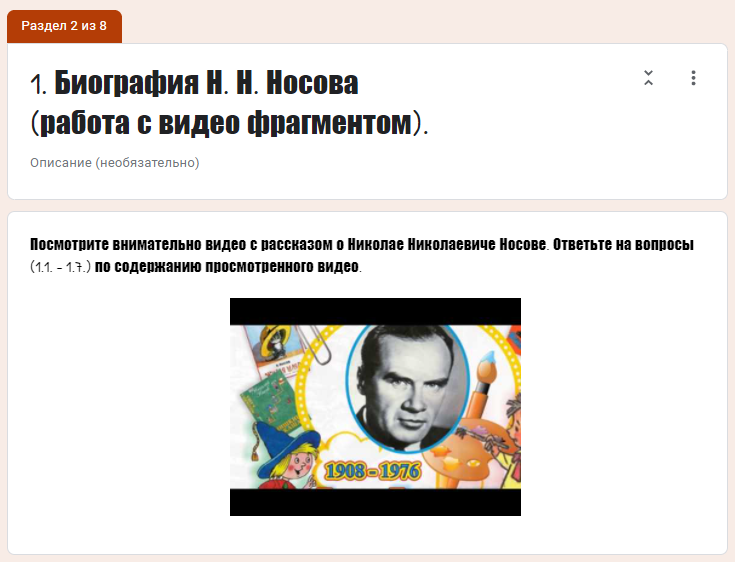 Раздел 2 из 8
1. Биография Н. Н. Носова
(работа с видео фрагментом).
Описание (необязательно)
Посмотрите внимательно видео с рассказом о Николае Николаевиче Носове. Ответьте на вопросы
(1.1. - 1.7.) по содержанию просмотренного видео.
1908 - 1976